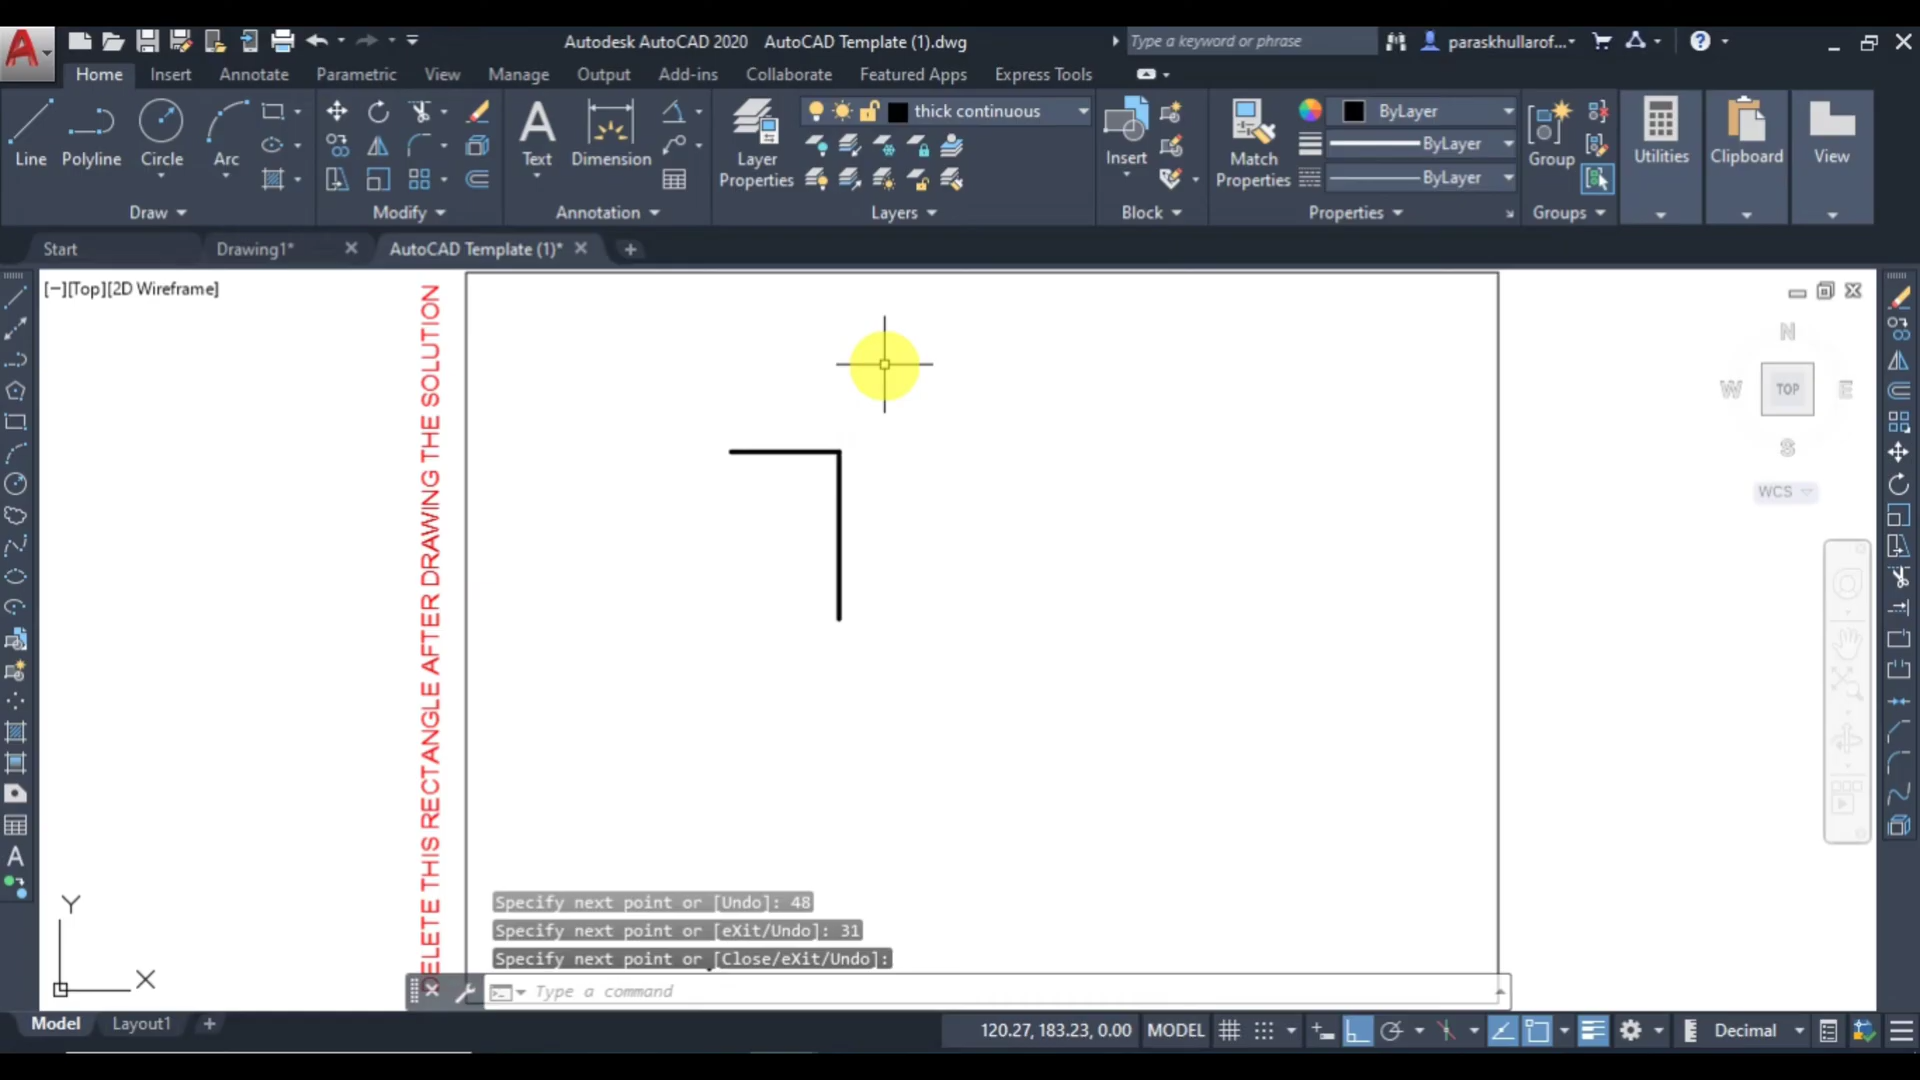 Autodesk AutoCAD 2020 AutoCAD Template (1).dwg
Type a keyword or phrase
paraskhullarof...
Home Insert Annotate Parametric View Manage Output Add-ins Collaborate Featured Apps Express Tools
Line Polyline Circle Arc
Text Dimension
Layer Properties
thick continuous
Insert
Match Properties
ByLayer
ByLayer
ByLayer
Group
Utilities Clipboard View
Draw Modify Annotation Layers Block Properties Groups
Start Drawing1* AutoCAD Template (1)*
[−][Top][2D Wireframe]
ELETE THIS RECTANGLE AFTER DRAWING THE SOLUTION
N
W TOP E
S
WCS
Y
X
Specify next point or [Undo]: 48
Specify next point or [eXit/Undo]: 31
Specify next point or [Close/eXit/Undo]:
Type a command
Model Layout1
120.27, 183.23, 0.00 MODEL Decimal